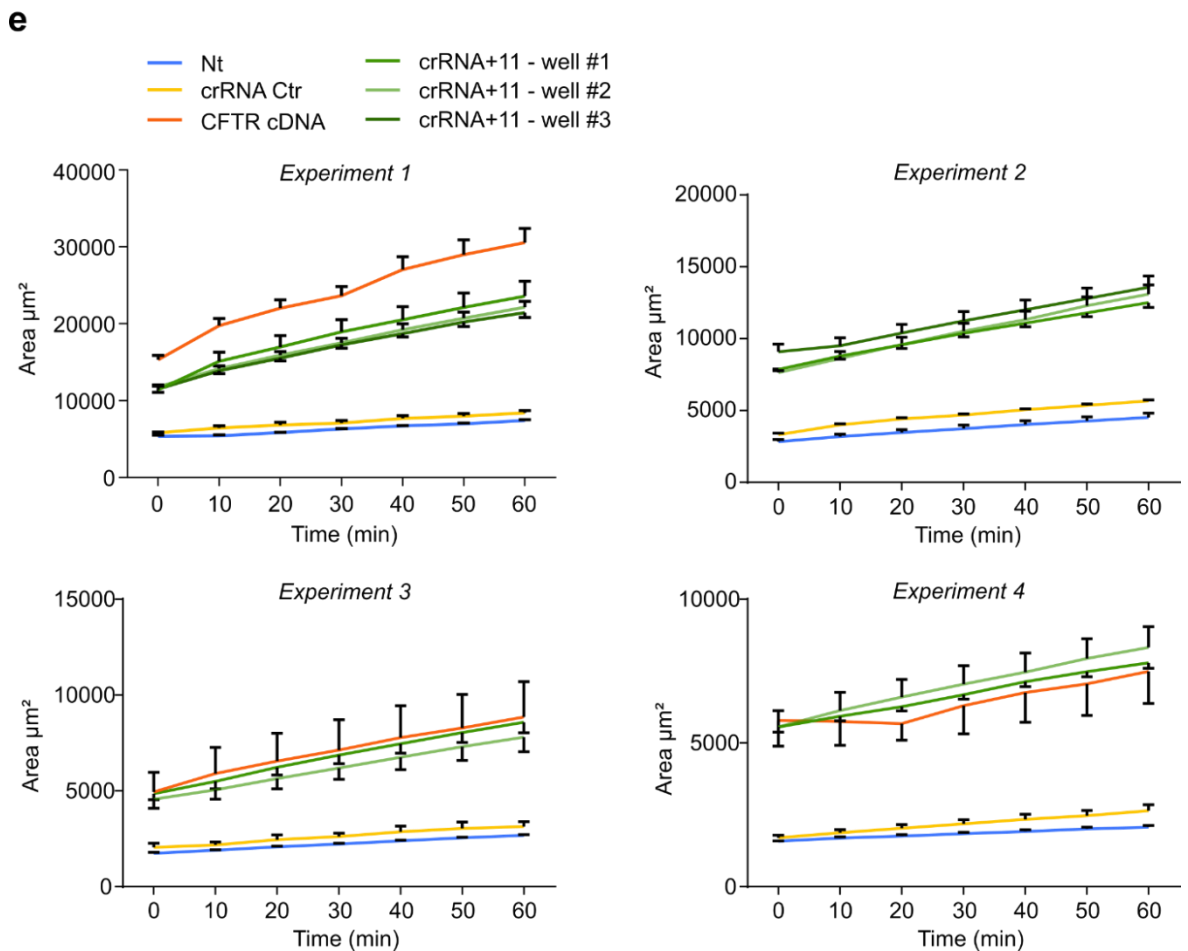 e
Nt
crRNA Ctr
CFTR cDNA
crRNA+11 - well #1
crRNA+11 - well #2
crRNA+11 - well #3
Experiment 1
Area µm²
40000
30000
20000
10000
0
0 10 20 30 40 50 60
Time (min)
Experiment 2
Area µm²
20000
15000
10000
5000
0
0 10 20 30 40 50 60
Time (min)
Experiment 3
Area µm²
15000
10000
5000
0
0 10 20 30 40 50 60
Time (min)
Experiment 4
Area µm²
10000
5000
0
0 10 20 30 40 50 60
Time (min)